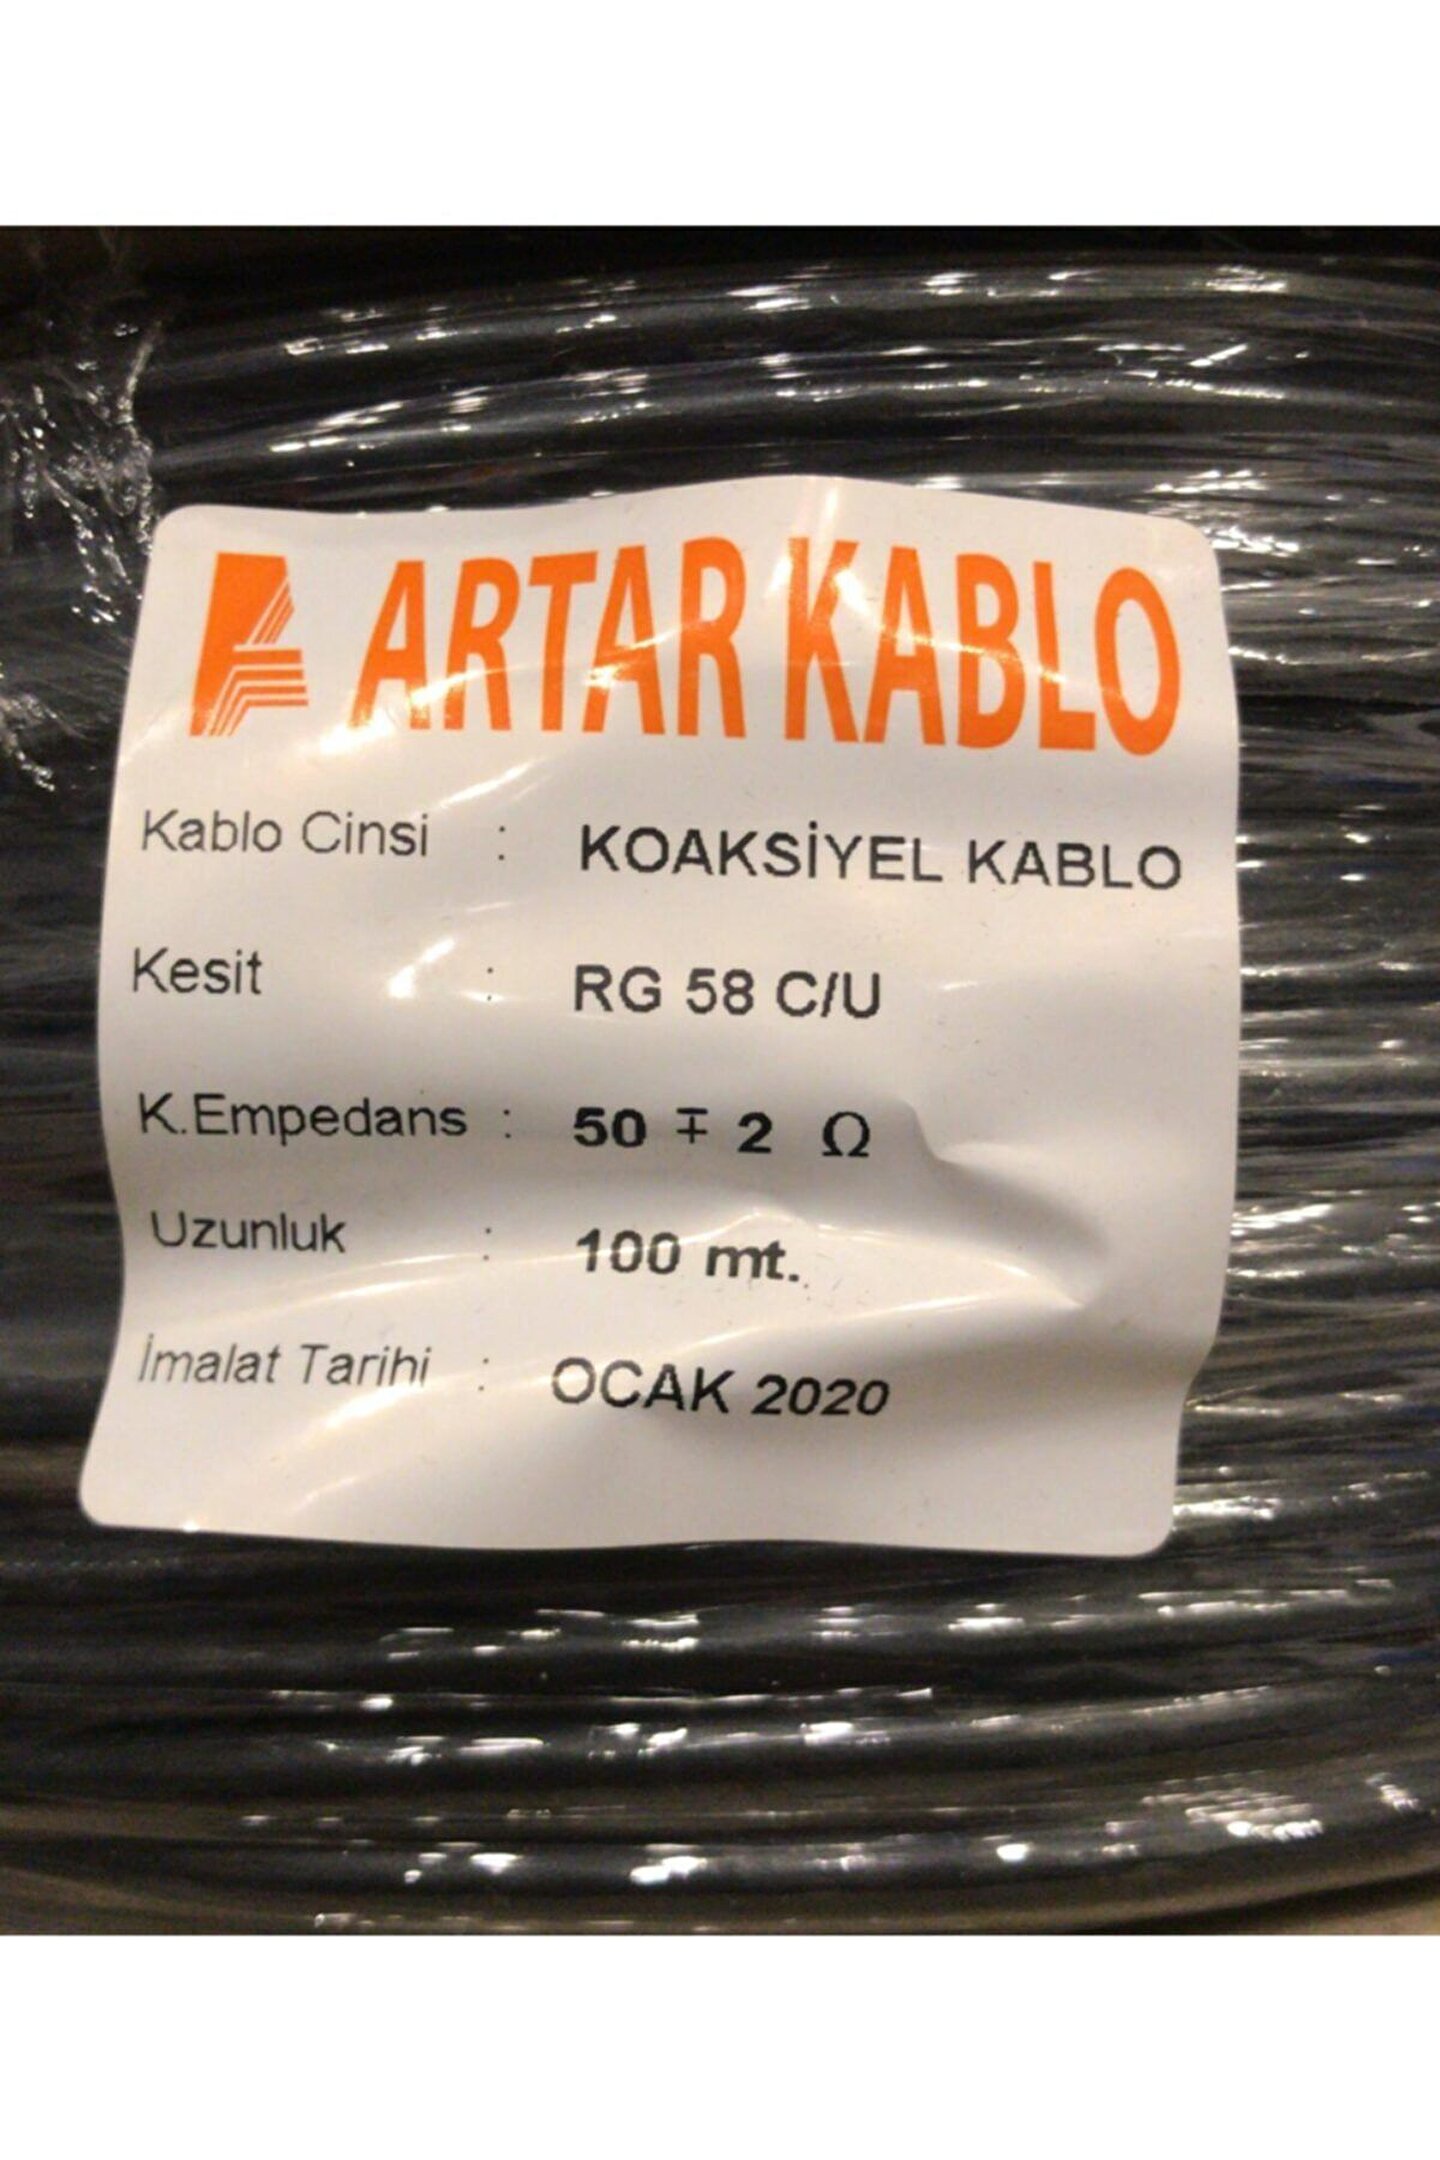 ARTAR KABLO
Kablo Cinsi : KOAKSİYEL KABLO
Kesit : RG 58 C/U
K.Empedans : 50 ∓ 2 Ω
Uzunluk : 100 mt.
İmalat Tarihi : OCAK 2020